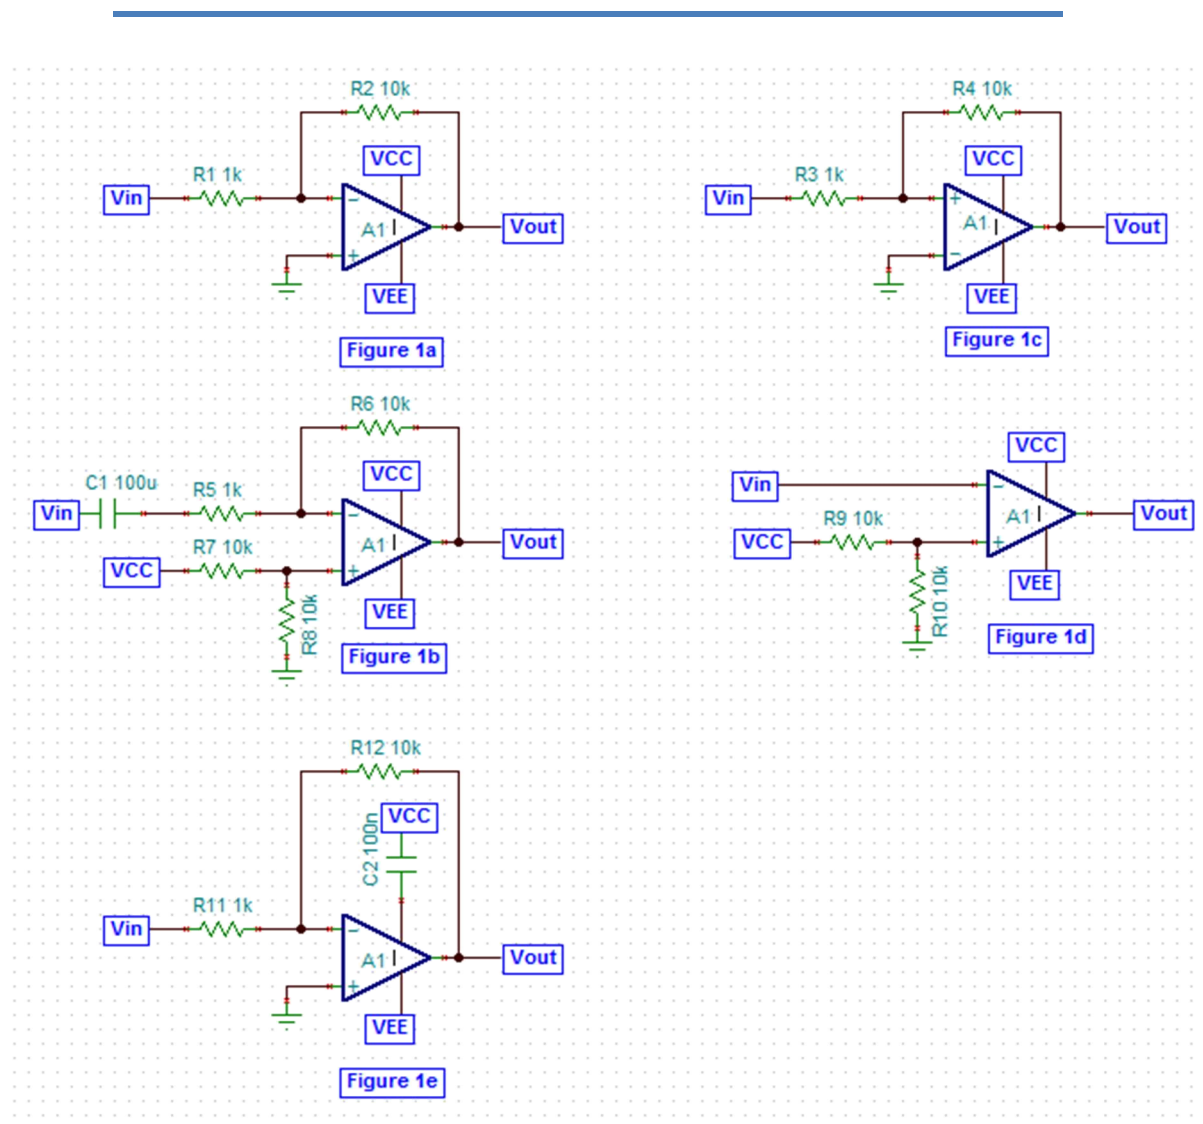 R2 10k
VCC
R1 1k
Vin
A1
Vout
VEE
Figure 1a
R4 10k
VCC
R3 1k
Vin
A1
Vout
VEE
Figure 1c
R6 10k
C1 100u
VCC
R5 1k
Vin
R7 10k
VCC
A1
Vout
R8 10k
VEE
Figure 1b
VCC
Vin
R9 10k
VCC
A1
Vout
R10 10k
VEE
Figure 1d
R12 10k
VCC
C2 100n
R11 1k
Vin
A1
Vout
VEE
Figure 1e